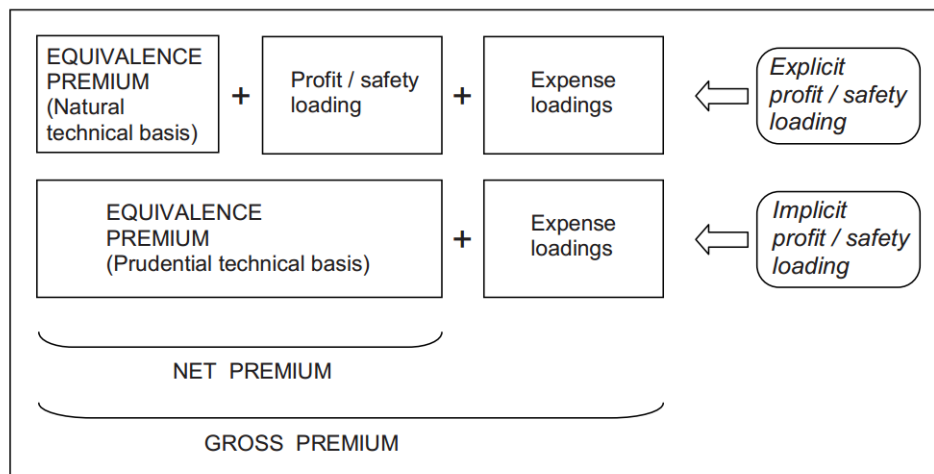 EQUIVALENCE
PREMIUM
(Natural
technical basis)
+
Profit / safety
loading
+
Expense
loadings
Explicit
profit / safety
loading
EQUIVALENCE
PREMIUM
(Prudential technical basis)
+
Expense
loadings
Implicit
profit / safety
loading
NET PREMIUM
GROSS PREMIUM